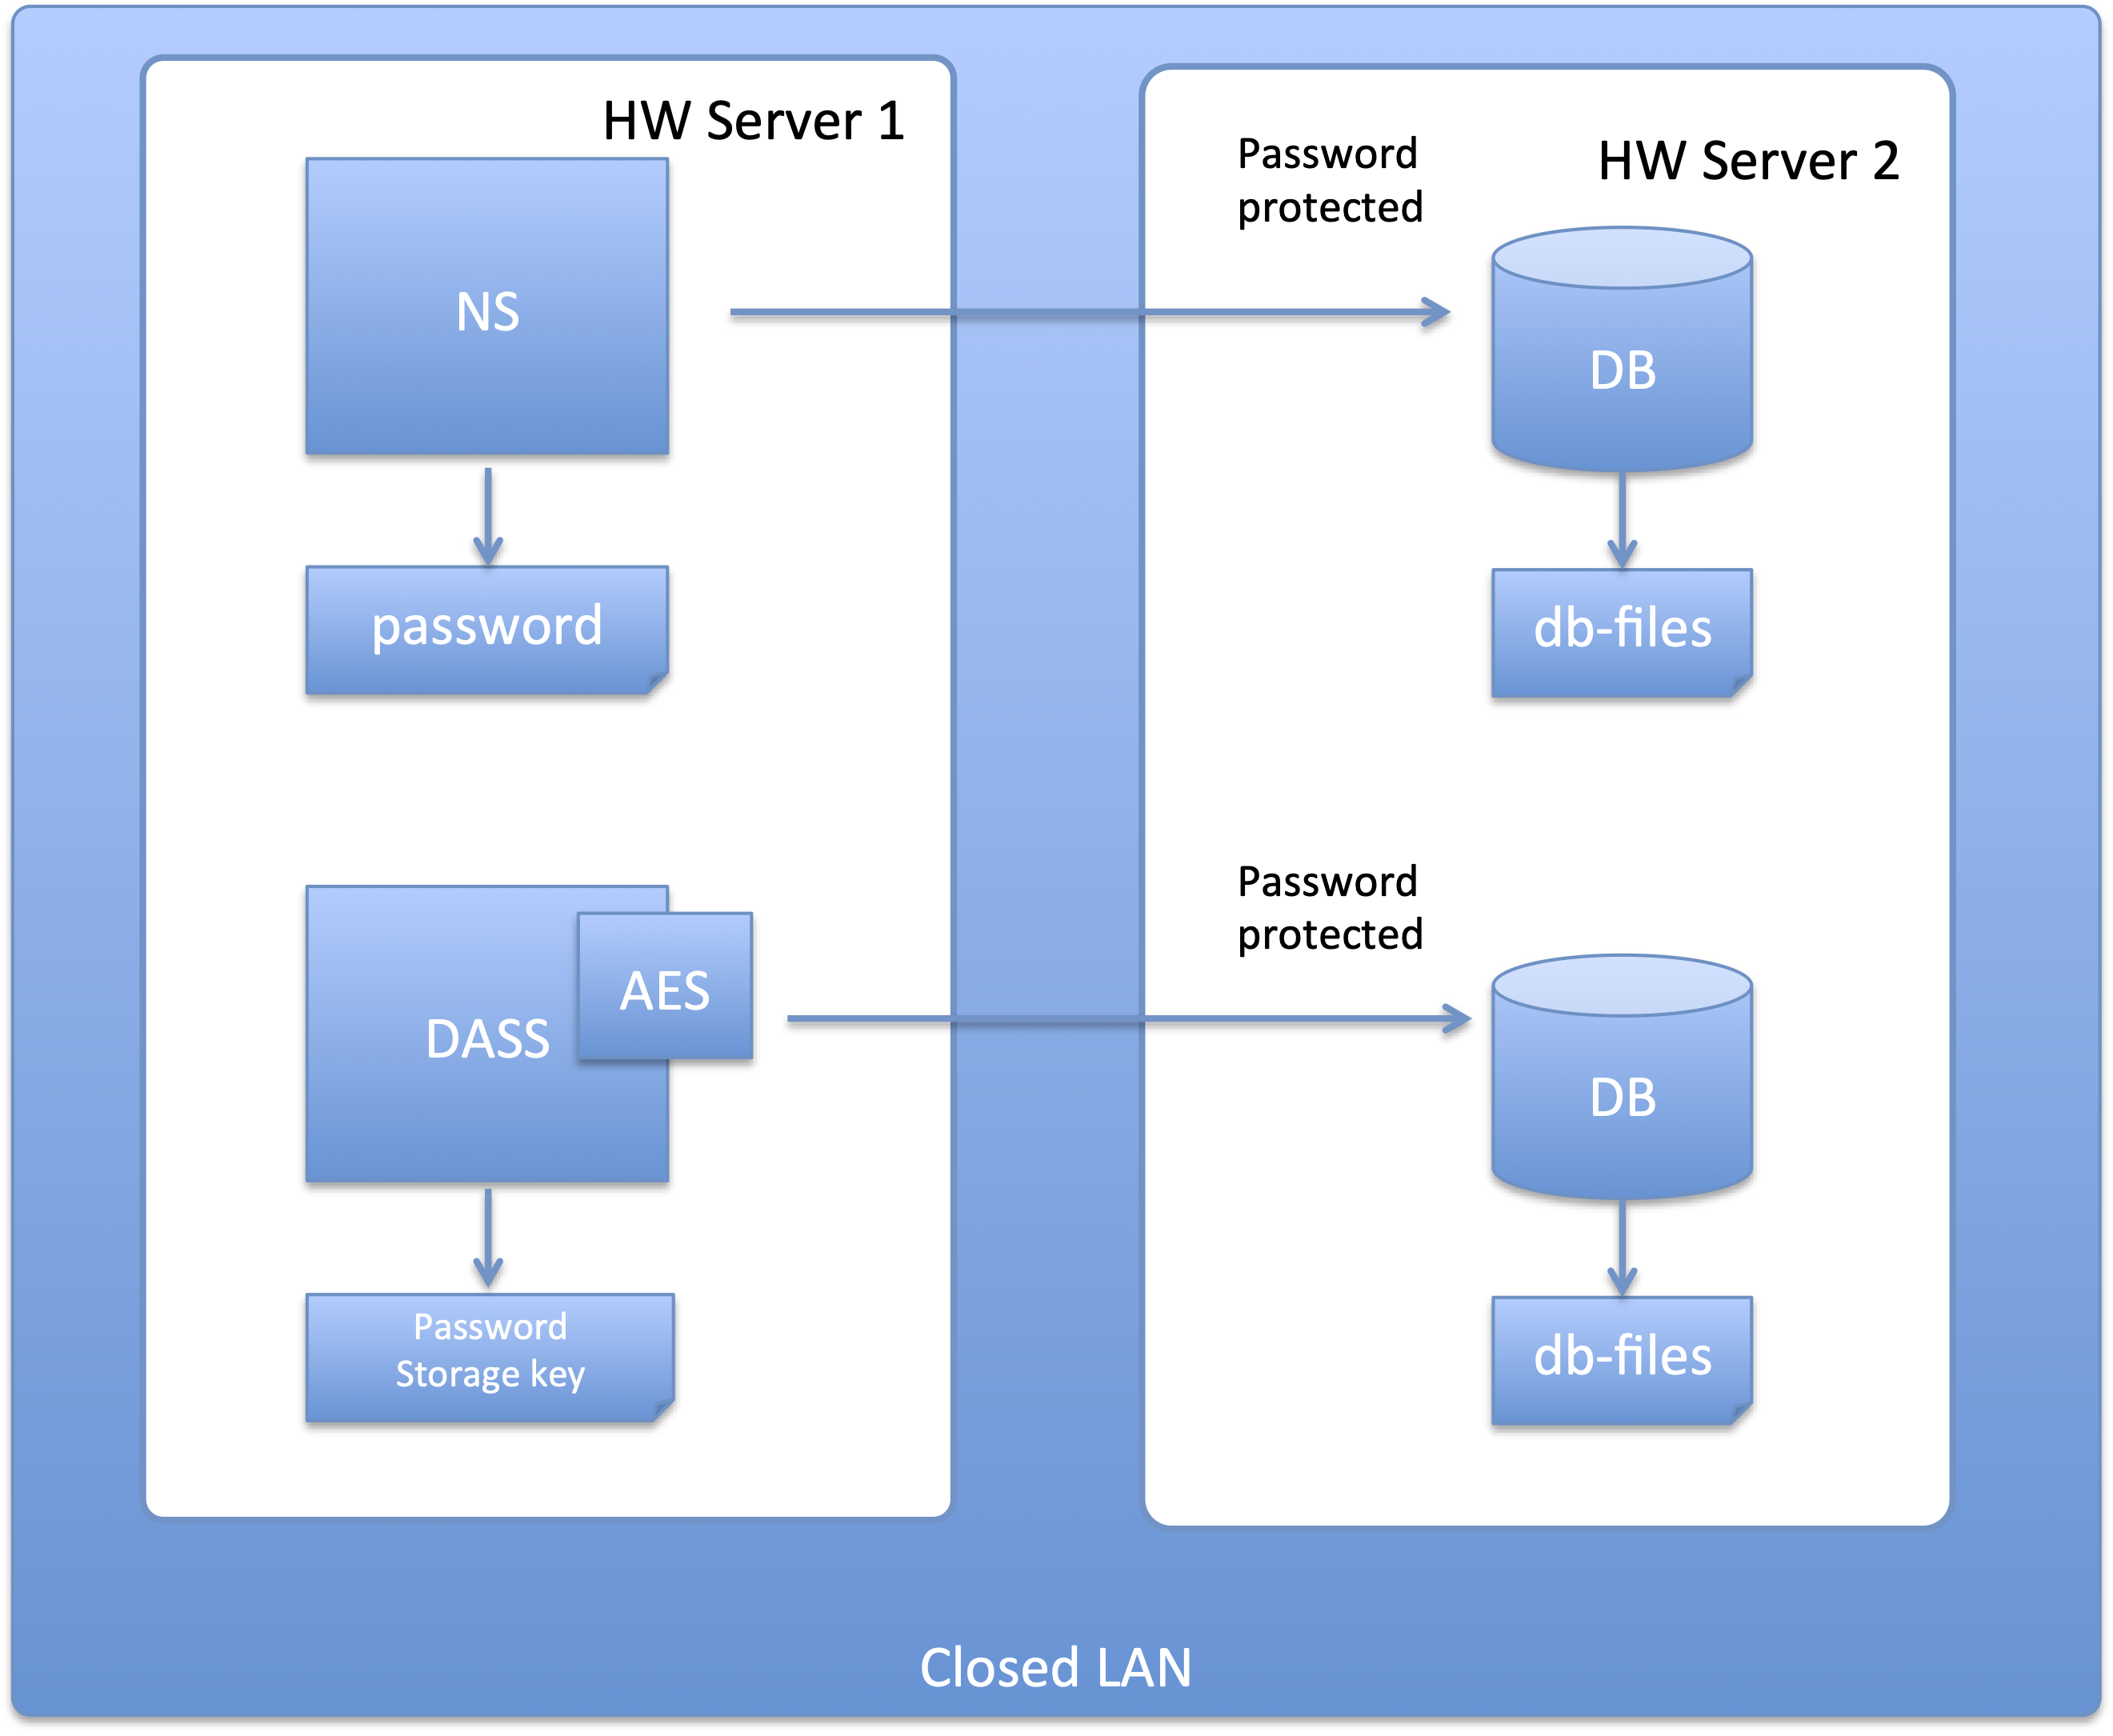 HW Server 1
NS
password
DASS
AES
Password
Storage key
Password
protected
HW Server 2
DB
db-files
Password
protected
DB
db-files
Closed LAN